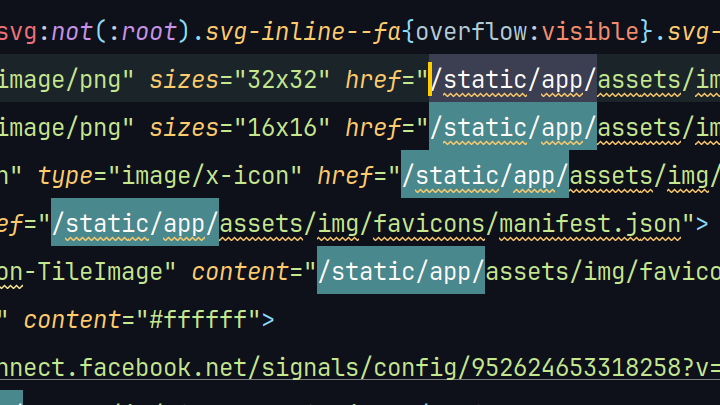 svg:not(:root).svg-inline--fa{overflow:visible}.svg-
image/png" sizes="32x32" href="/static/app/assets/im
image/png" sizes="16x16" href="/static/app/assets/im
n" type="image/x-icon" href="/static/app/assets/img/
ef="/static/app/assets/img/favicons/manifest.json">
on-TileImage" content="/static/app/assets/img/favico
" content="#ffffff">
nnect.facebook.net/signals/config/952624653318258?v=